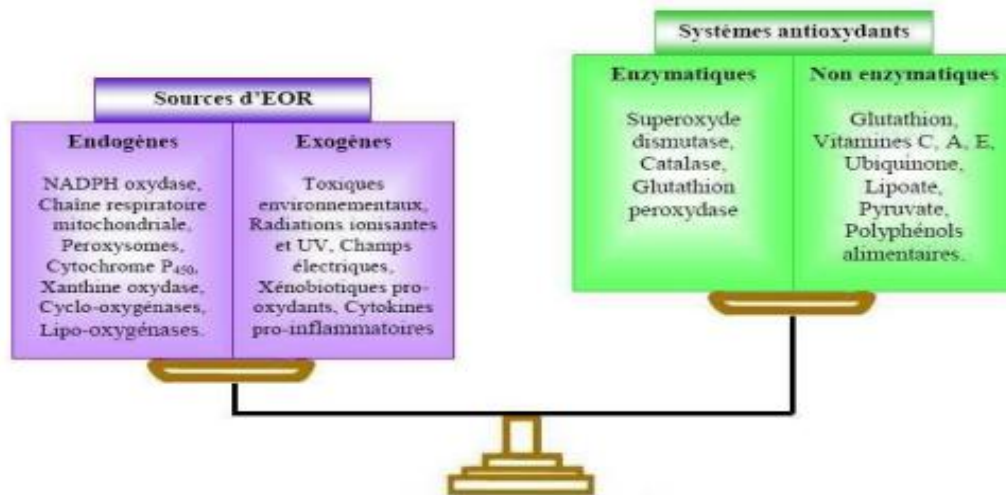 Sources d'EOR
Endogènes
NADPH oxydase,
Chaîne respiratoire
mitochondriale,
Peroxysomes,
Cytochrome P₄₅₀,
Xanthine oxydase,
Cyclo-oxygénases,
Lipo-oxygénases.
Exogènes
Toxiques
environnementaux,
Radiations ionisantes
et UV, Champs
électriques,
Xénobiotiques pro-
oxydants, Cytokines
pro-inflammatoires
Systèmes antioxydants
Enzymatiques
Superoxyde
dismutase,
Catalase,
Glutathion
peroxydase
Non enzymatiques
Glutathion,
Vitamines C, A, E,
Ubiquinone,
Lipoate,
Pyruvate,
Polyphénols
alimentaires.